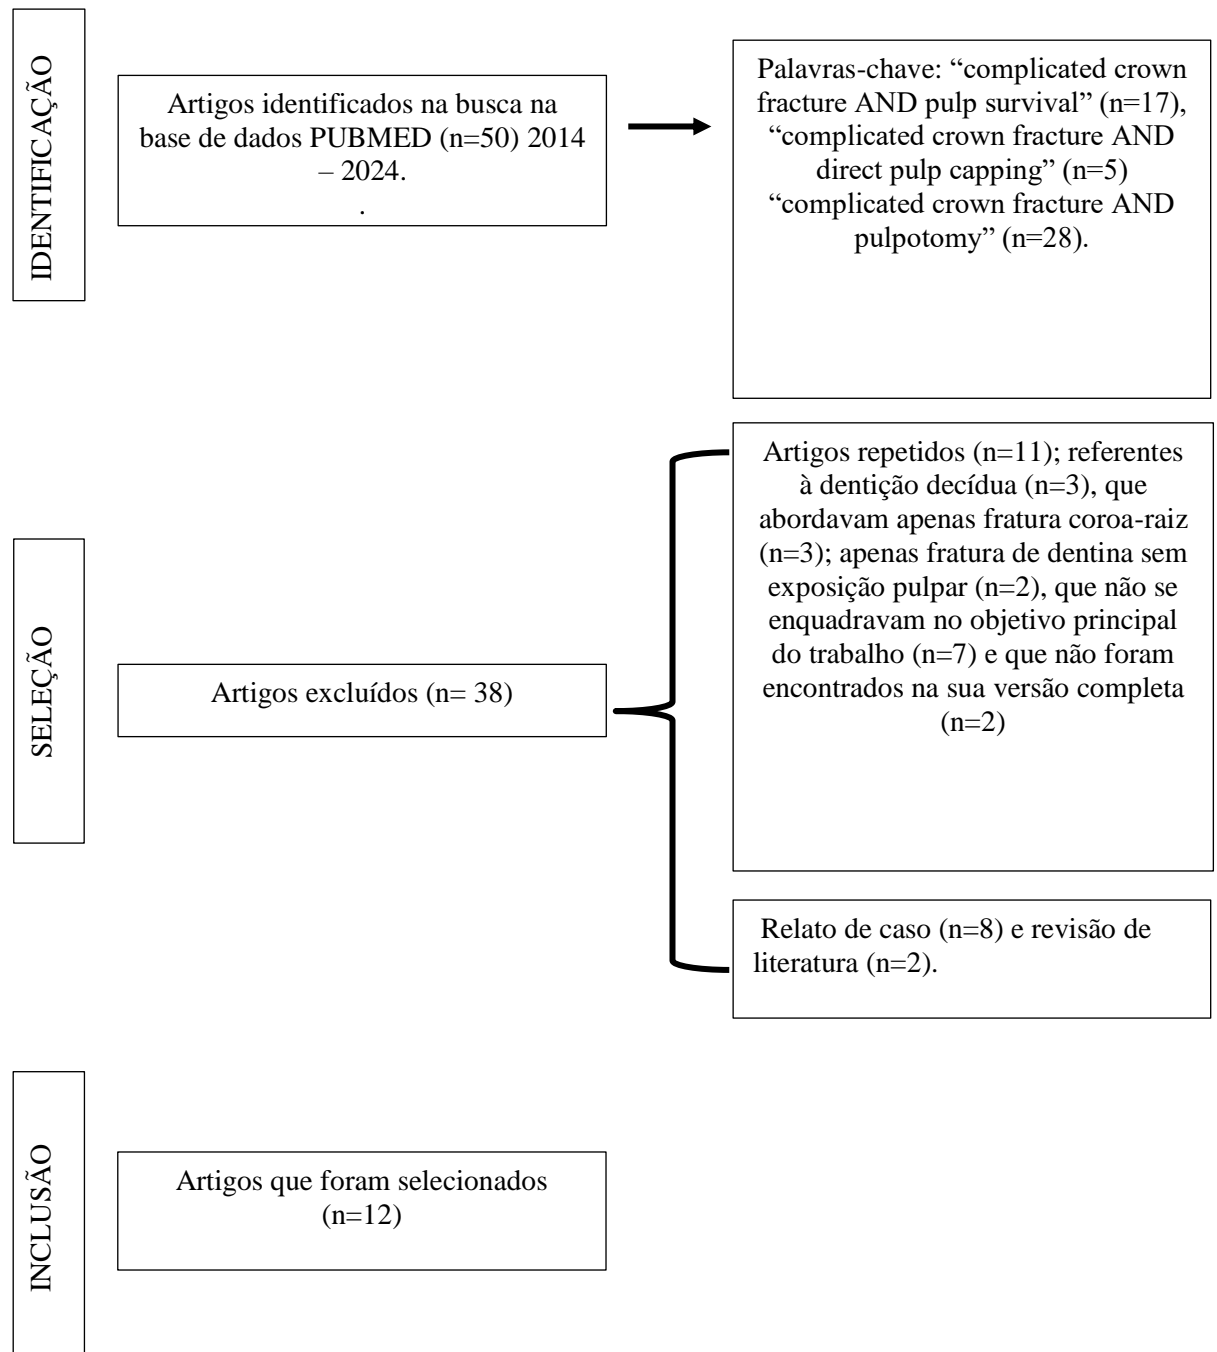 IDENTIFICAÇÃO
Artigos identificados na busca na
base de dados PUBMED (n=50) 2014
– 2024.
.
Palavras-chave: “complicated crown
fracture AND pulp survival” (n=17),
“complicated crown fracture AND
direct pulp capping” (n=5)
“complicated crown fracture AND
pulpotomy” (n=28).
SELEÇÃO
Artigos excluídos (n= 38)
Artigos repetidos (n=11); referentes
à dentição decídua (n=3), que
abordavam apenas fratura coroa-raiz
(n=3); apenas fratura de dentina sem
exposição pulpar (n=2), que não se
enquadravam no objetivo principal
do trabalho (n=7) e que não foram
encontrados na sua versão completa
(n=2)
Relato de caso (n=8) e revisão de
literatura (n=2).
INCLUSÃO
Artigos que foram selecionados
(n=12)